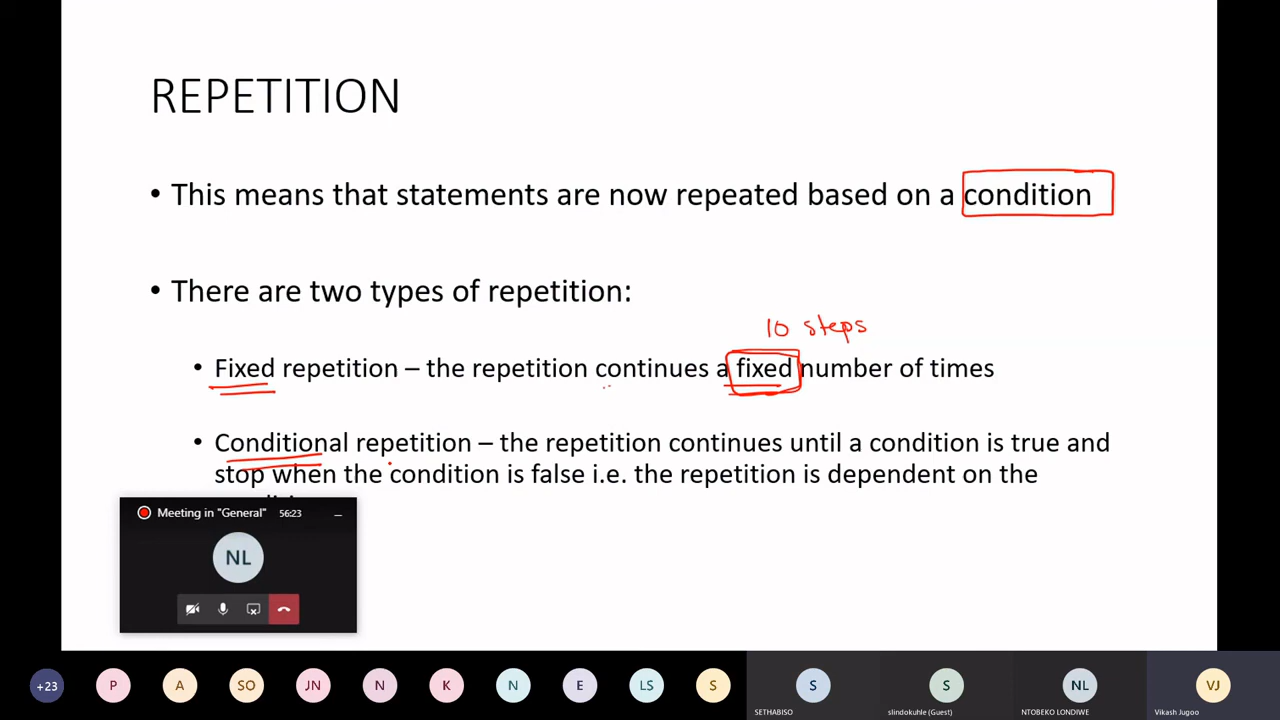 REPETITION
• This means that statements are now repeated based on a condition
• There are two types of repetition:
10 steps
• Fixed repetition – the repetition continues a fixed number of times
• Conditional repetition – the repetition continues until a condition is true and
stop when the condition is false i.e. the repetition is dependent on the
Meeting in "General" 56:23
NL
+23 P A SO JN N K N E LS S S S NL VJ
SETHABISO slindokuhle (Guest) NTOBEKO LONDIWE Vikash Jugoo